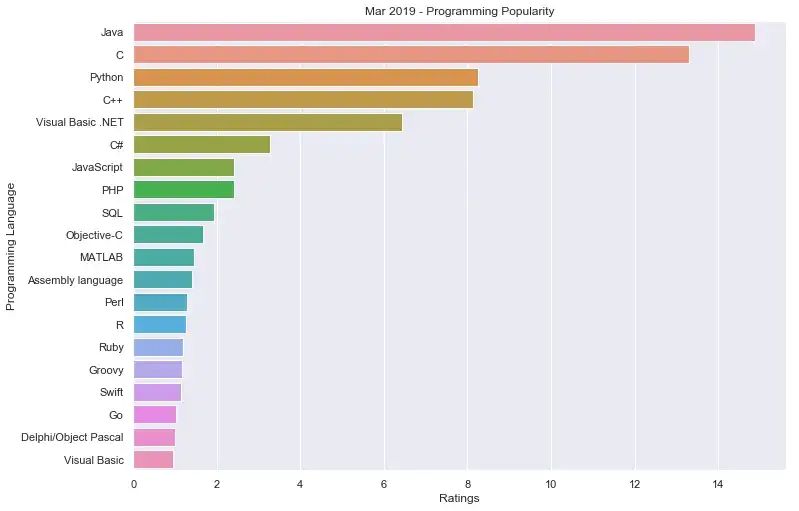 Mar 2019 - Programming Popularity
Programming Language
Java
C
Python
C++
Visual Basic .NET
C#
JavaScript
PHP
SQL
Objective-C
MATLAB
Assembly language
Perl
R
Ruby
Groovy
Swift
Go
Delphi/Object Pascal
Visual Basic
0 2 4 6 8 10 12 14
Ratings